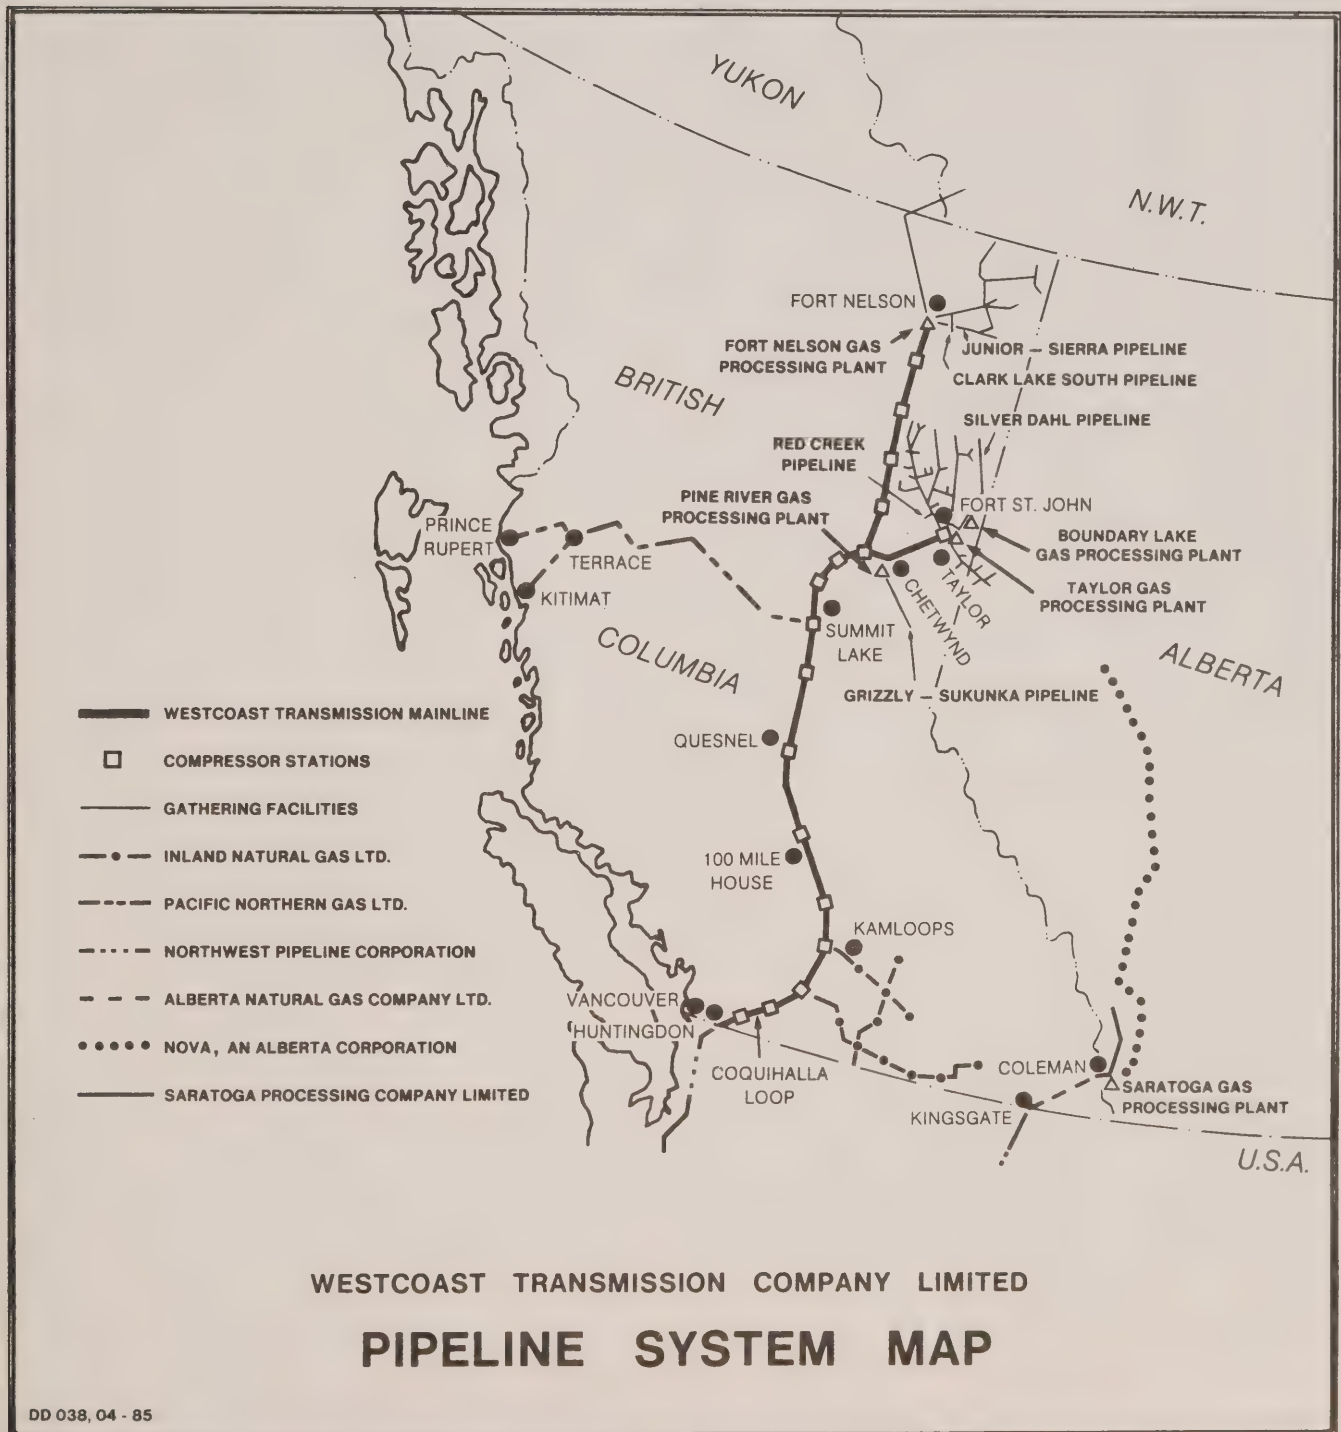 YUKON
N.W.T.
FORT NELSON
FORT NELSON GAS
PROCESSING PLANT
JUNIOR – SIERRA PIPELINE
CLARK LAKE SOUTH PIPELINE
BRITISH
SILVER DAHL PIPELINE
RED CREEK
PIPELINE
PINE RIVER GAS
PROCESSING PLANT
FORT ST. JOHN
PRINCE
RUPERT
TERRACE
BOUNDARY LAKE
GAS PROCESSING PLANT
KITIMAT
TAYLOR
TAYLOR GAS
PROCESSING PLANT
CHETWYND
SUMMIT
LAKE
COLUMBIA
ALBERTA
GRIZZLY – SUKUNKA PIPELINE
WESTCOAST TRANSMISSION MAINLINE
QUESNEL
COMPRESSOR STATIONS
GATHERING FACILITIES
INLAND NATURAL GAS LTD.
100 MILE
HOUSE
PACIFIC NORTHERN GAS LTD.
KAMLOOPS
NORTHWEST PIPELINE CORPORATION
ALBERTA NATURAL GAS COMPANY LTD.
VANCOUVER
HUNTINGDON
NOVA, AN ALBERTA CORPORATION
COQUIHALLA
LOOP
COLEMAN
SARATOGA PROCESSING COMPANY LIMITED
SARATOGA GAS
PROCESSING PLANT
KINGSGATE
U.S.A.
WESTCOAST TRANSMISSION COMPANY LIMITED
PIPELINE SYSTEM MAP
DD 038, 04 - 85